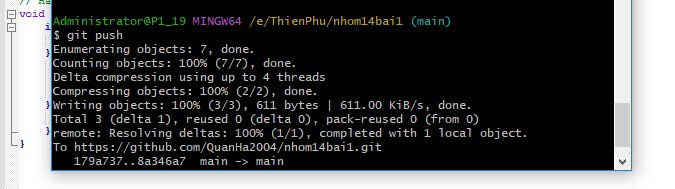 // Ha
void
Administrator@P1_19 MINGW64 /e/ThienPhu/nhom14bai1 (main)
$ git push
Enumerating objects: 7, done.
Counting objects: 100% (7/7), done.
Delta compression using up to 4 threads
Compressing objects: 100% (2/2), done.
Writing objects: 100% (3/3), 611 bytes | 611.00 KiB/s, done.
Total 3 (delta 1), reused 0 (delta 0), pack-reused 0 (from 0)
remote: Resolving deltas: 100% (1/1), completed with 1 local object.
To https://github.com/QuanHa2004/nhom14bai1.git
   179a737..8a346a7  main -> main
}